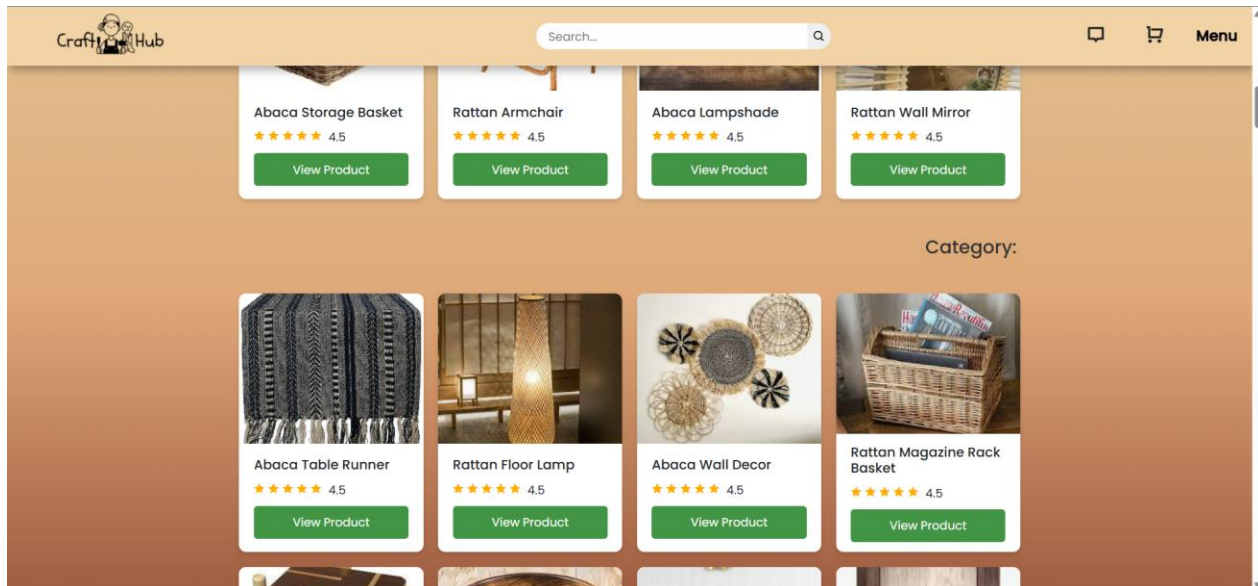 Craft Hub
Search...
Menu
Abaca Storage Basket
Rattan Armchair
Abaca Lampshade
Rattan Wall Mirror
4.5
4.5
4.5
4.5
View Product
View Product
View Product
View Product
Category:
Abaca Table Runner
Rattan Floor Lamp
Abaca Wall Decor
Rattan Magazine Rack
Basket
4.5
4.5
4.5
4.5
View Product
View Product
View Product
View Product